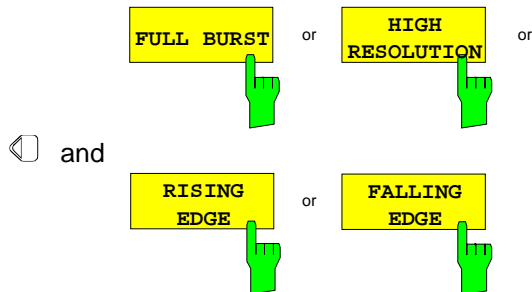 FULL BURST or HIGH RESOLUTION or
and
RISING EDGE or FALLING EDGE